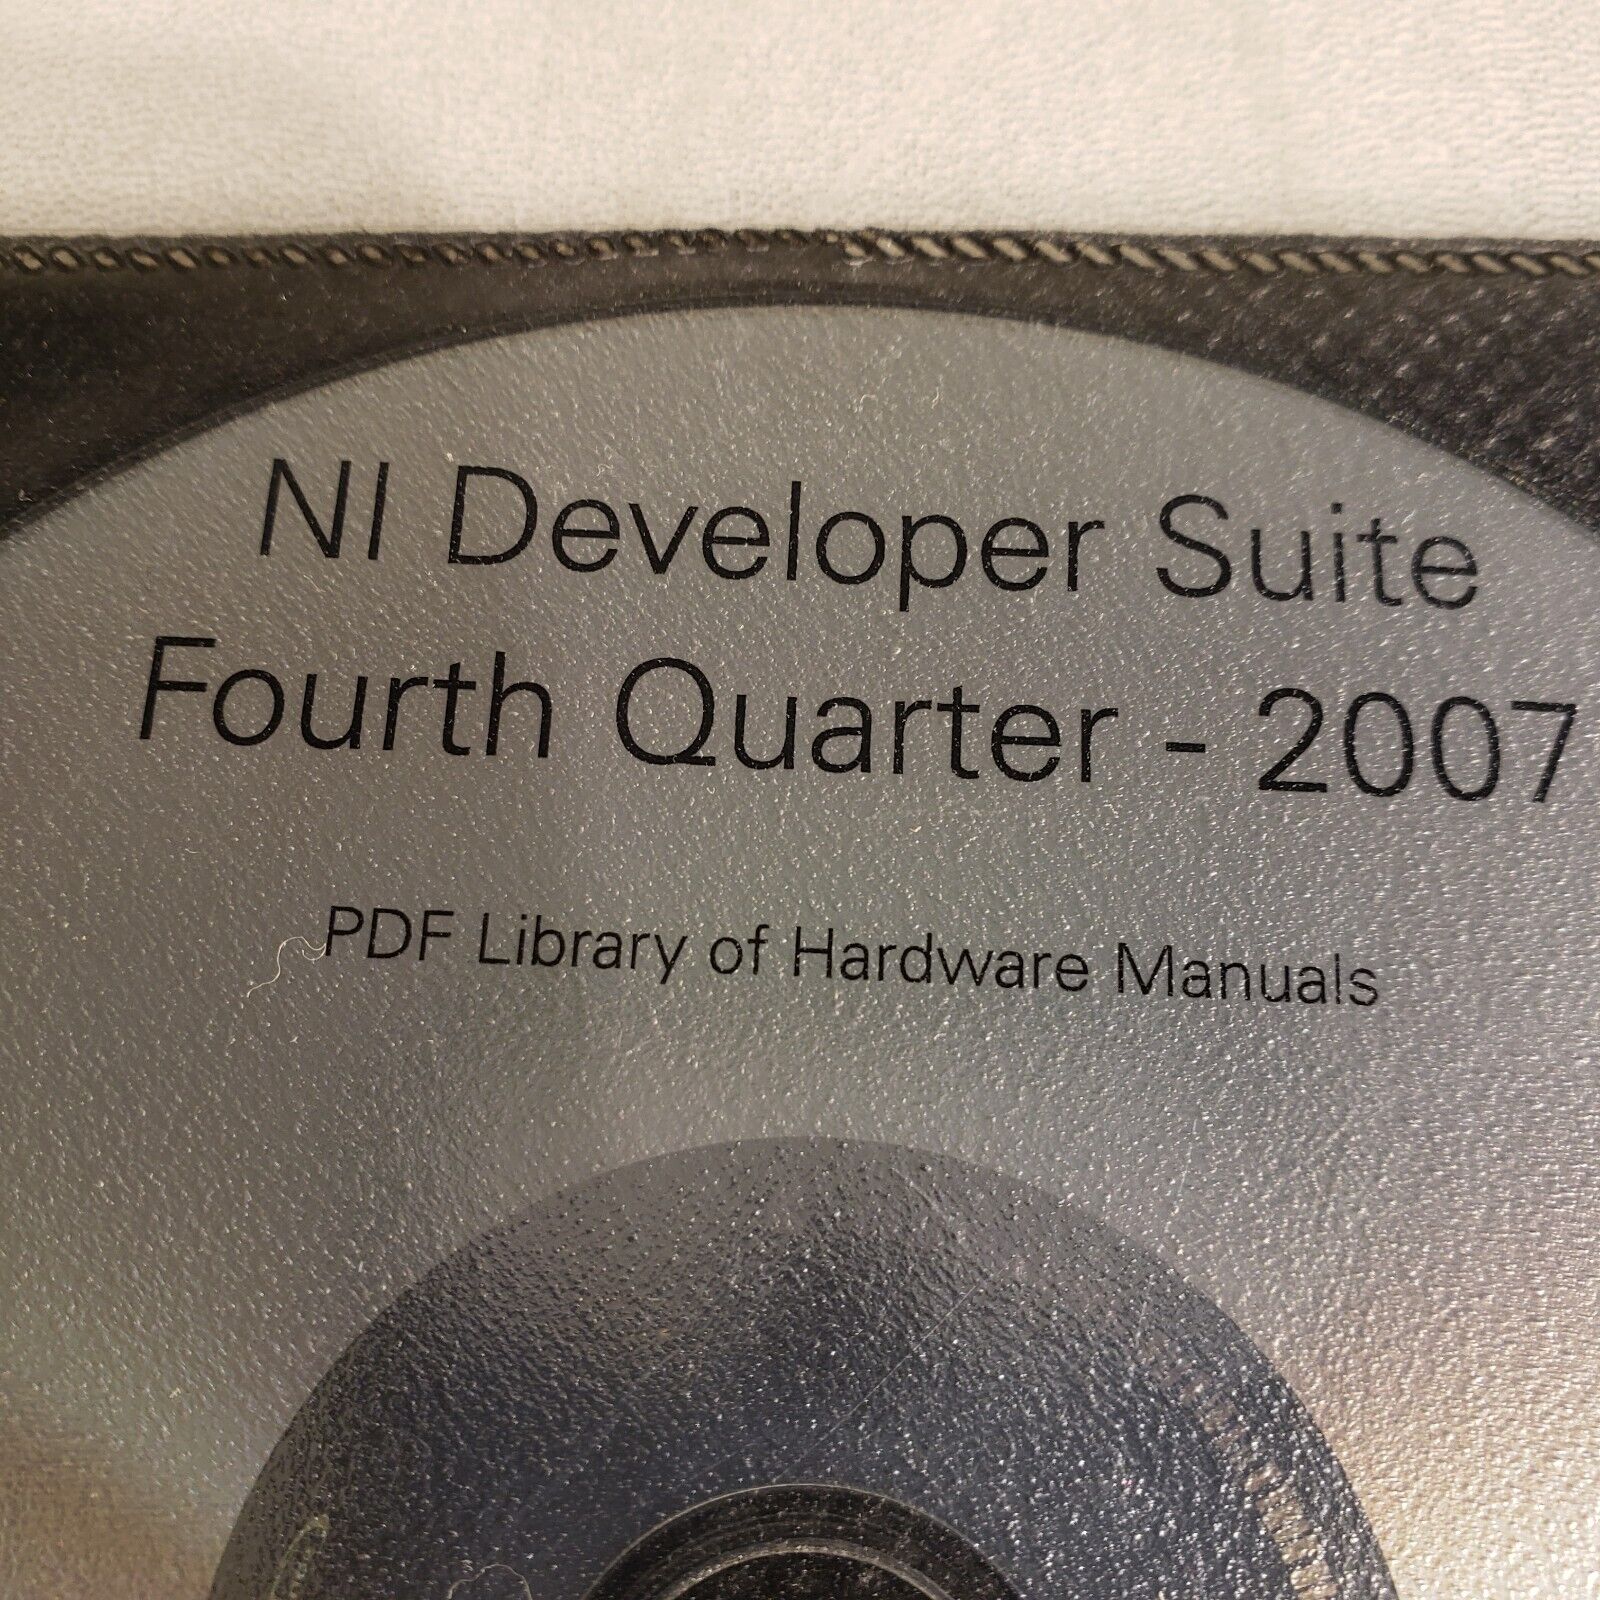 NI Developer Suite
Fourth Quarter - 2007
PDF Library of Hardware Manuals